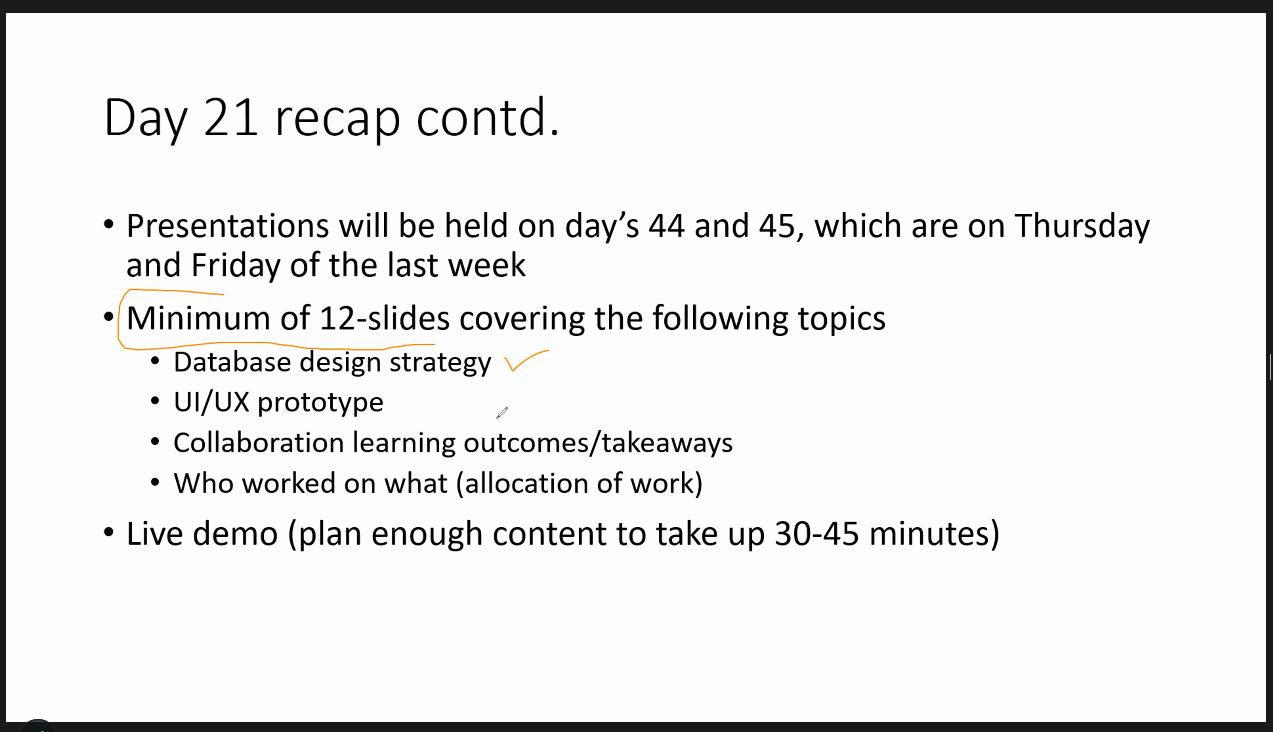 Day 21 recap contd.
• Presentations will be held on day’s 44 and 45, which are on Thursday
and Friday of the last week
• Minimum of 12-slides covering the following topics
• Database design strategy
• UI/UX prototype
• Collaboration learning outcomes/takeaways
• Who worked on what (allocation of work)
• Live demo (plan enough content to take up 30-45 minutes)